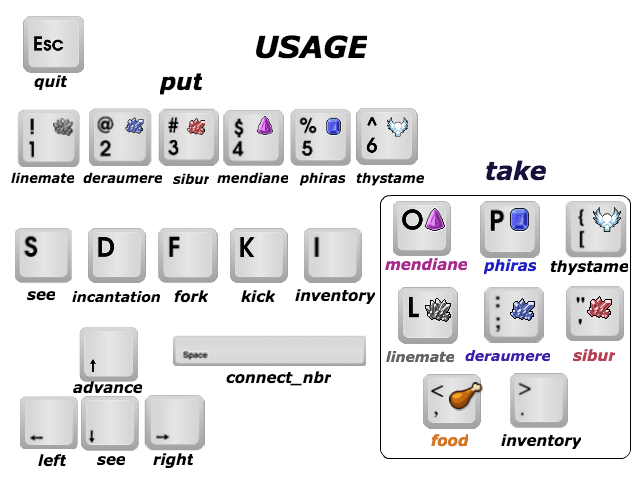 Esc
USAGE
quit
put
! @ # $ % ^
1 2 3 4 5 6
linemate deraumere sibur mendiane phiras thystame
take
O P { [
mendiane phiras thystame
S D F K I
see incantation fork kick inventory
L : ; " '
linemate deraumere sibur
↑
Space
advance
connect_nbr
< , > .
food inventory
← ↓ →
left see right